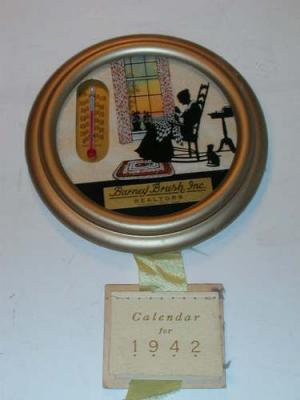 Barney Brush, Inc.
REALTORS
Calendar
for
1942